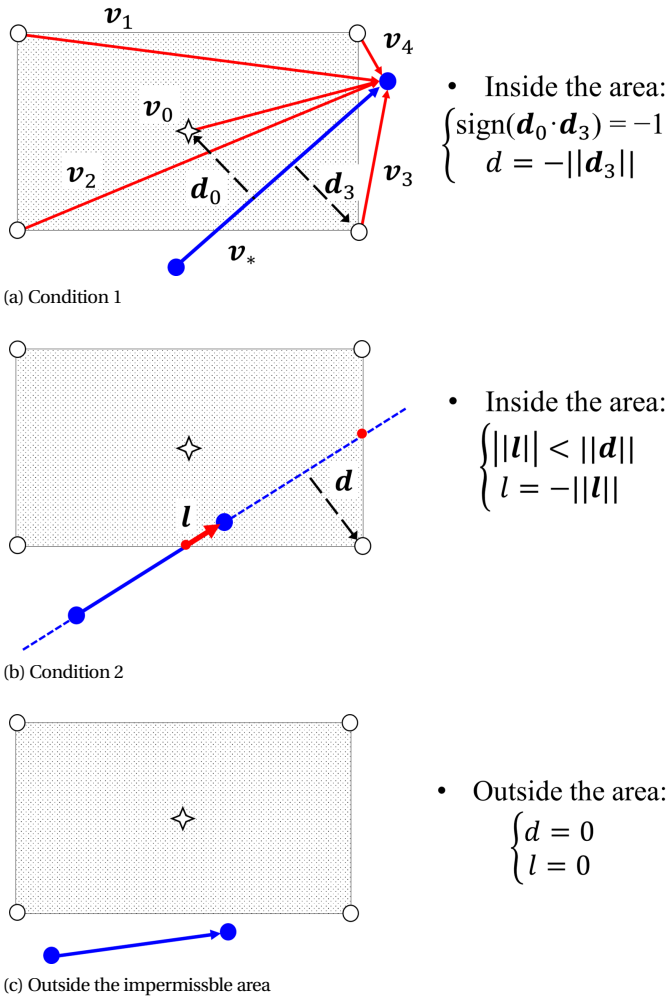 v₁
v₄
v₀
v₂
d₀
d₃
v₃
v∗
• Inside the area:
{sign(d₀·d₃) = −1
d = −||d₃||
(a) Condition 1
l
d
• Inside the area:
{||l|| < ||d||
l = −||l||
(b) Condition 2
• Outside the area:
{d = 0
l = 0
(c) Outside the impermissble area